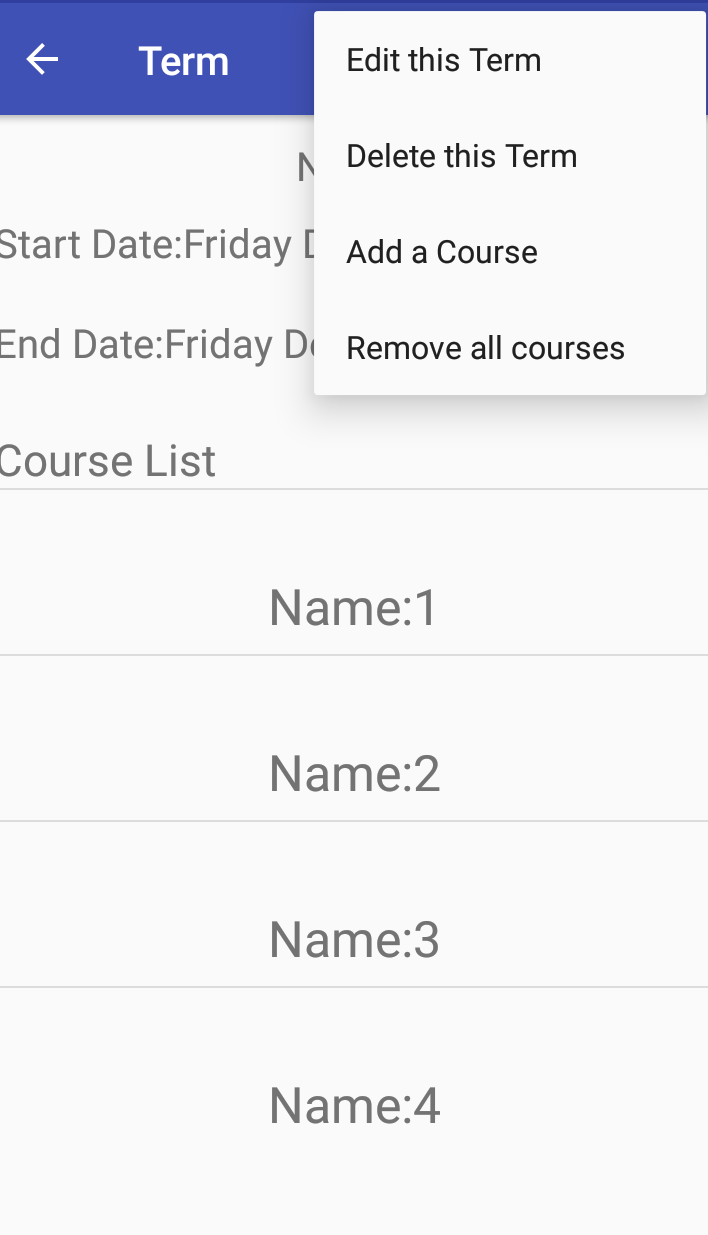 Term
Edit this Term
Delete this Term
Add a Course
Remove all courses
Start Date:Friday
End Date:Friday
Course List
Name:1
Name:2
Name:3
Name:4